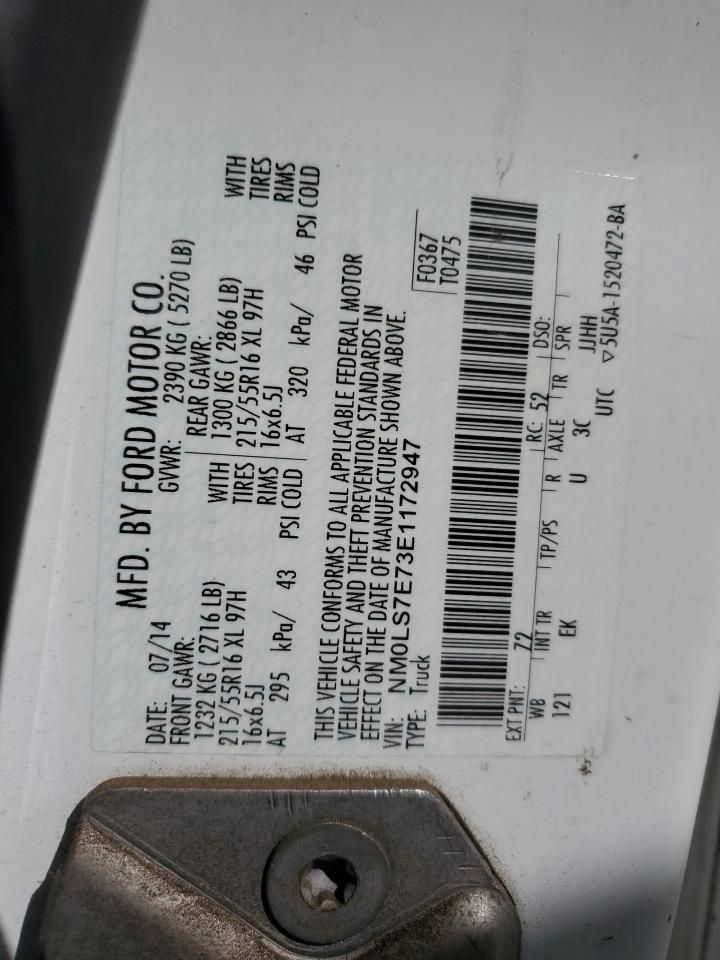 MFD. BY FORD MOTOR CO.
DATE: 07/14 GVWR: 2390 KG ( 5270 LB)
FRONT GAWR: REAR GAWR:
1232 KG ( 2716 LB) WITH 1300 KG ( 2866 LB) WITH
215/55R16 XL 97H TIRES 215/55R16 XL 97H TIRES
16x6.5J RIMS 16x6.5J RIMS
AT 295 kPa/ 43 PSI COLD AT 320 kPa/ 46 PSI COLD
THIS VEHICLE CONFORMS TO ALL APPLICABLE FEDERAL MOTOR
VEHICLE SAFETY AND THEFT PREVENTION STANDARDS IN
EFFECT ON THE DATE OF MANUFACTURE SHOWN ABOVE.
VIN: NM0LS7E73E1172947 F0367
TYPE: Truck T0475
EXT PNT: Z2 RC: 52 DSO:
WB INT TR TP/PS R AXLE TR SPR
121 EK U 3C JJHH
UTC ▽5U5A-1520472-BA